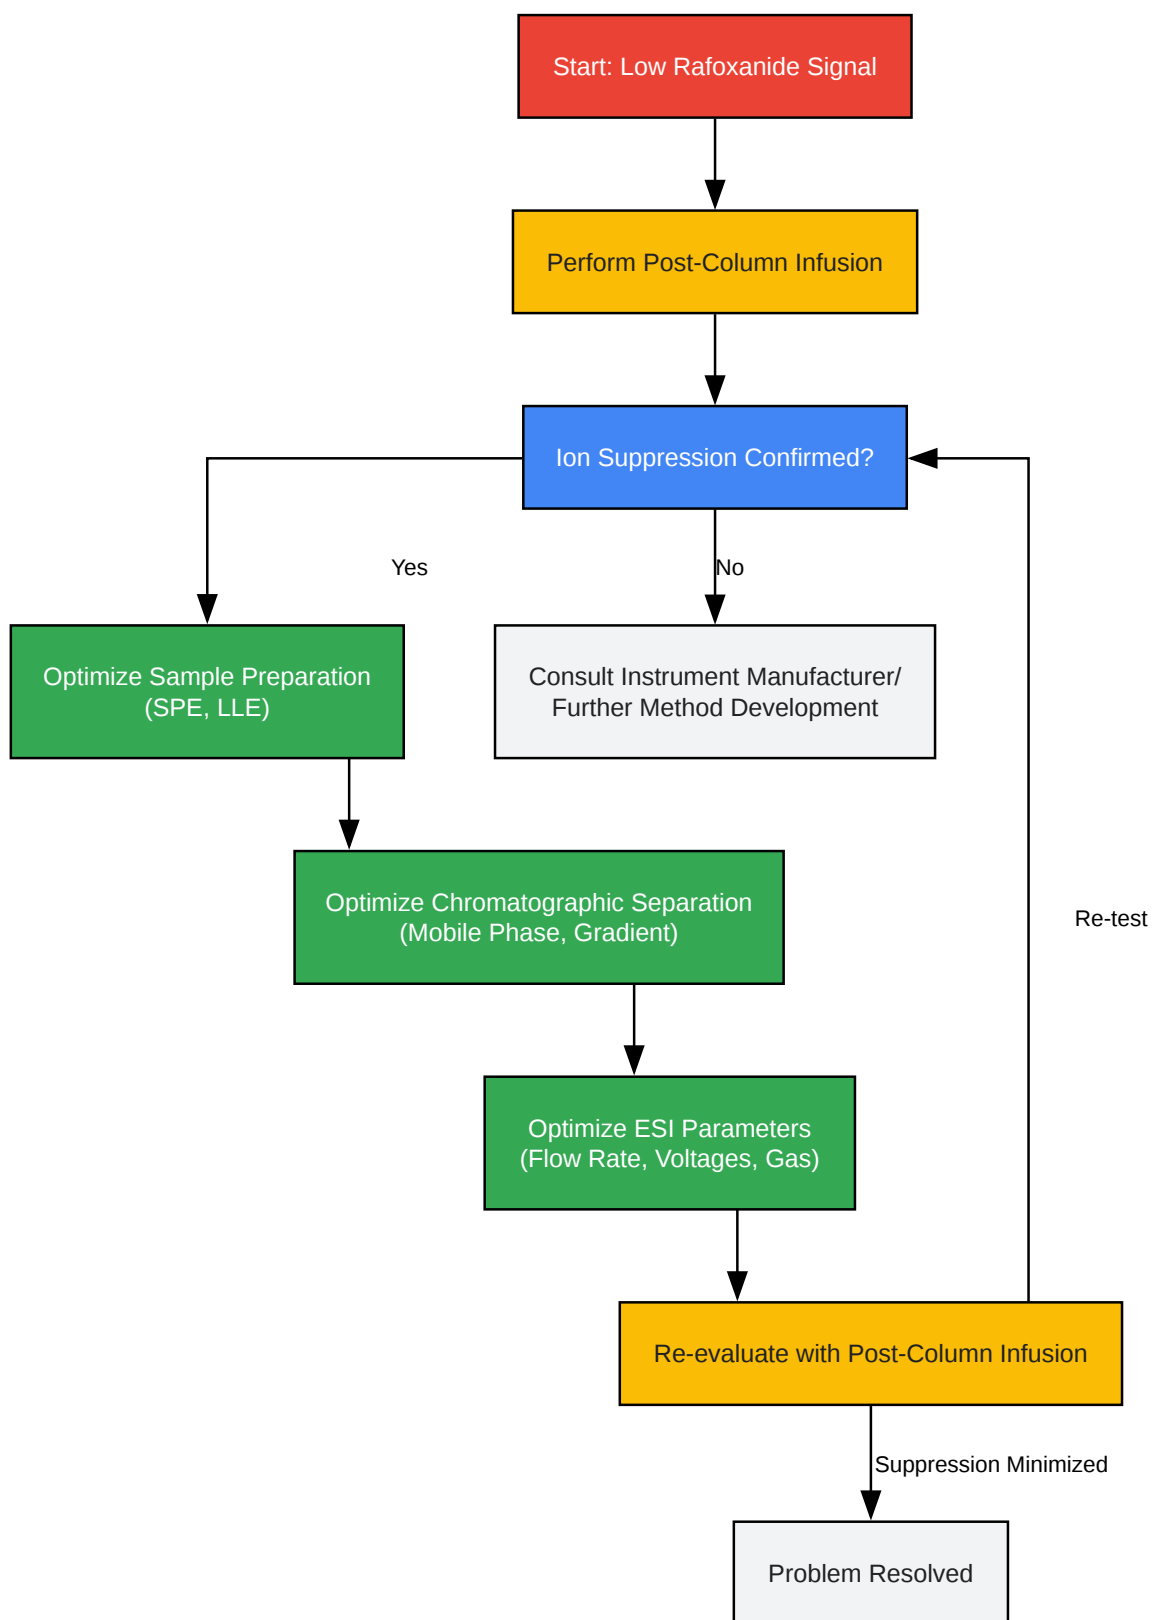 Start: Low Rafoxanide Signal
Perform Post-Column Infusion
Ion Suppression Confirmed?
Yes
No
Optimize Sample Preparation
(SPE, LLE)
Consult Instrument Manufacturer/
Further Method Development
Optimize Chromatographic Separation
(Mobile Phase, Gradient)
Re-test
Optimize ESI Parameters
(Flow Rate, Voltages, Gas)
Re-evaluate with Post-Column Infusion
Suppression Minimized
Problem Resolved